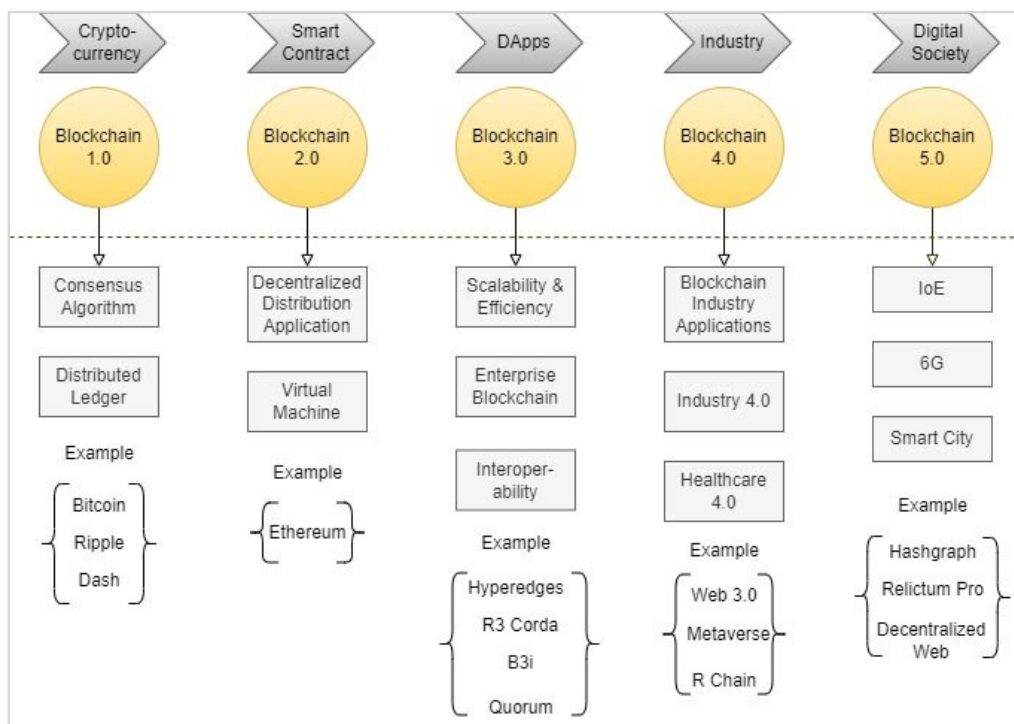 Crypto-
currency
Smart
Contract
DApps
Industry
Digital
Society
Blockchain
1.0
Blockchain
2.0
Blockchain
3.0
Blockchain
4.0
Blockchain
5.0
Consensus
Algorithm
Distributed
Ledger
Example
Bitcoin
Ripple
Dash
Decentralized
Distribution
Application
Virtual
Machine
Example
Ethereum
Scalability &
Efficiency
Enterprise
Blockchain
Interoper-
ability
Example
Hyperedges
R3 Corda
B3i
Quorum
Blockchain
Industry
Applications
Industry 4.0
Healthcare
4.0
Example
Web 3.0
Metaverse
R Chain
IoE
6G
Smart City
Example
Hashgraph
Relictum Pro
Decentralized
Web